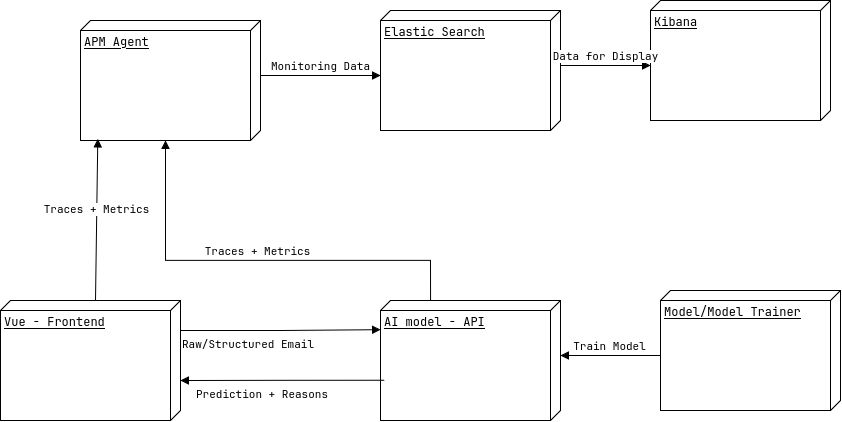 APM Agent
Elastic Search
Kibana
Monitoring Data
Data for Display
Traces + Metrics
Traces + Metrics
Vue - Frontend
AI model - API
Model/Model Trainer
Raw/Structured Email
Train Model
Prediction + Reasons